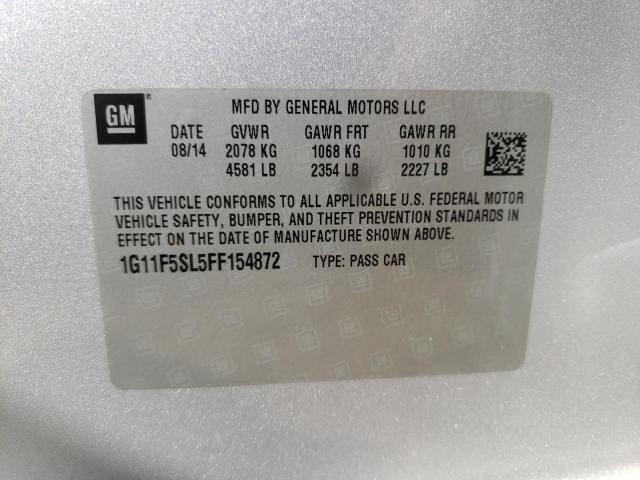 GM®
MFD BY GENERAL MOTORS LLC
DATE GVWR GAWR FRT GAWR RR
08/14 2078 KG 1068 KG 1010 KG
4581 LB 2354 LB 2227 LB
THIS VEHICLE CONFORMS TO ALL APPLICABLE U.S. FEDERAL MOTOR
VEHICLE SAFETY, BUMPER, AND THEFT PREVENTION STANDARDS IN
EFFECT ON THE DATE OF MANUFACTURE SHOWN ABOVE.
1G11F5SL5FF154872 TYPE: PASS CAR